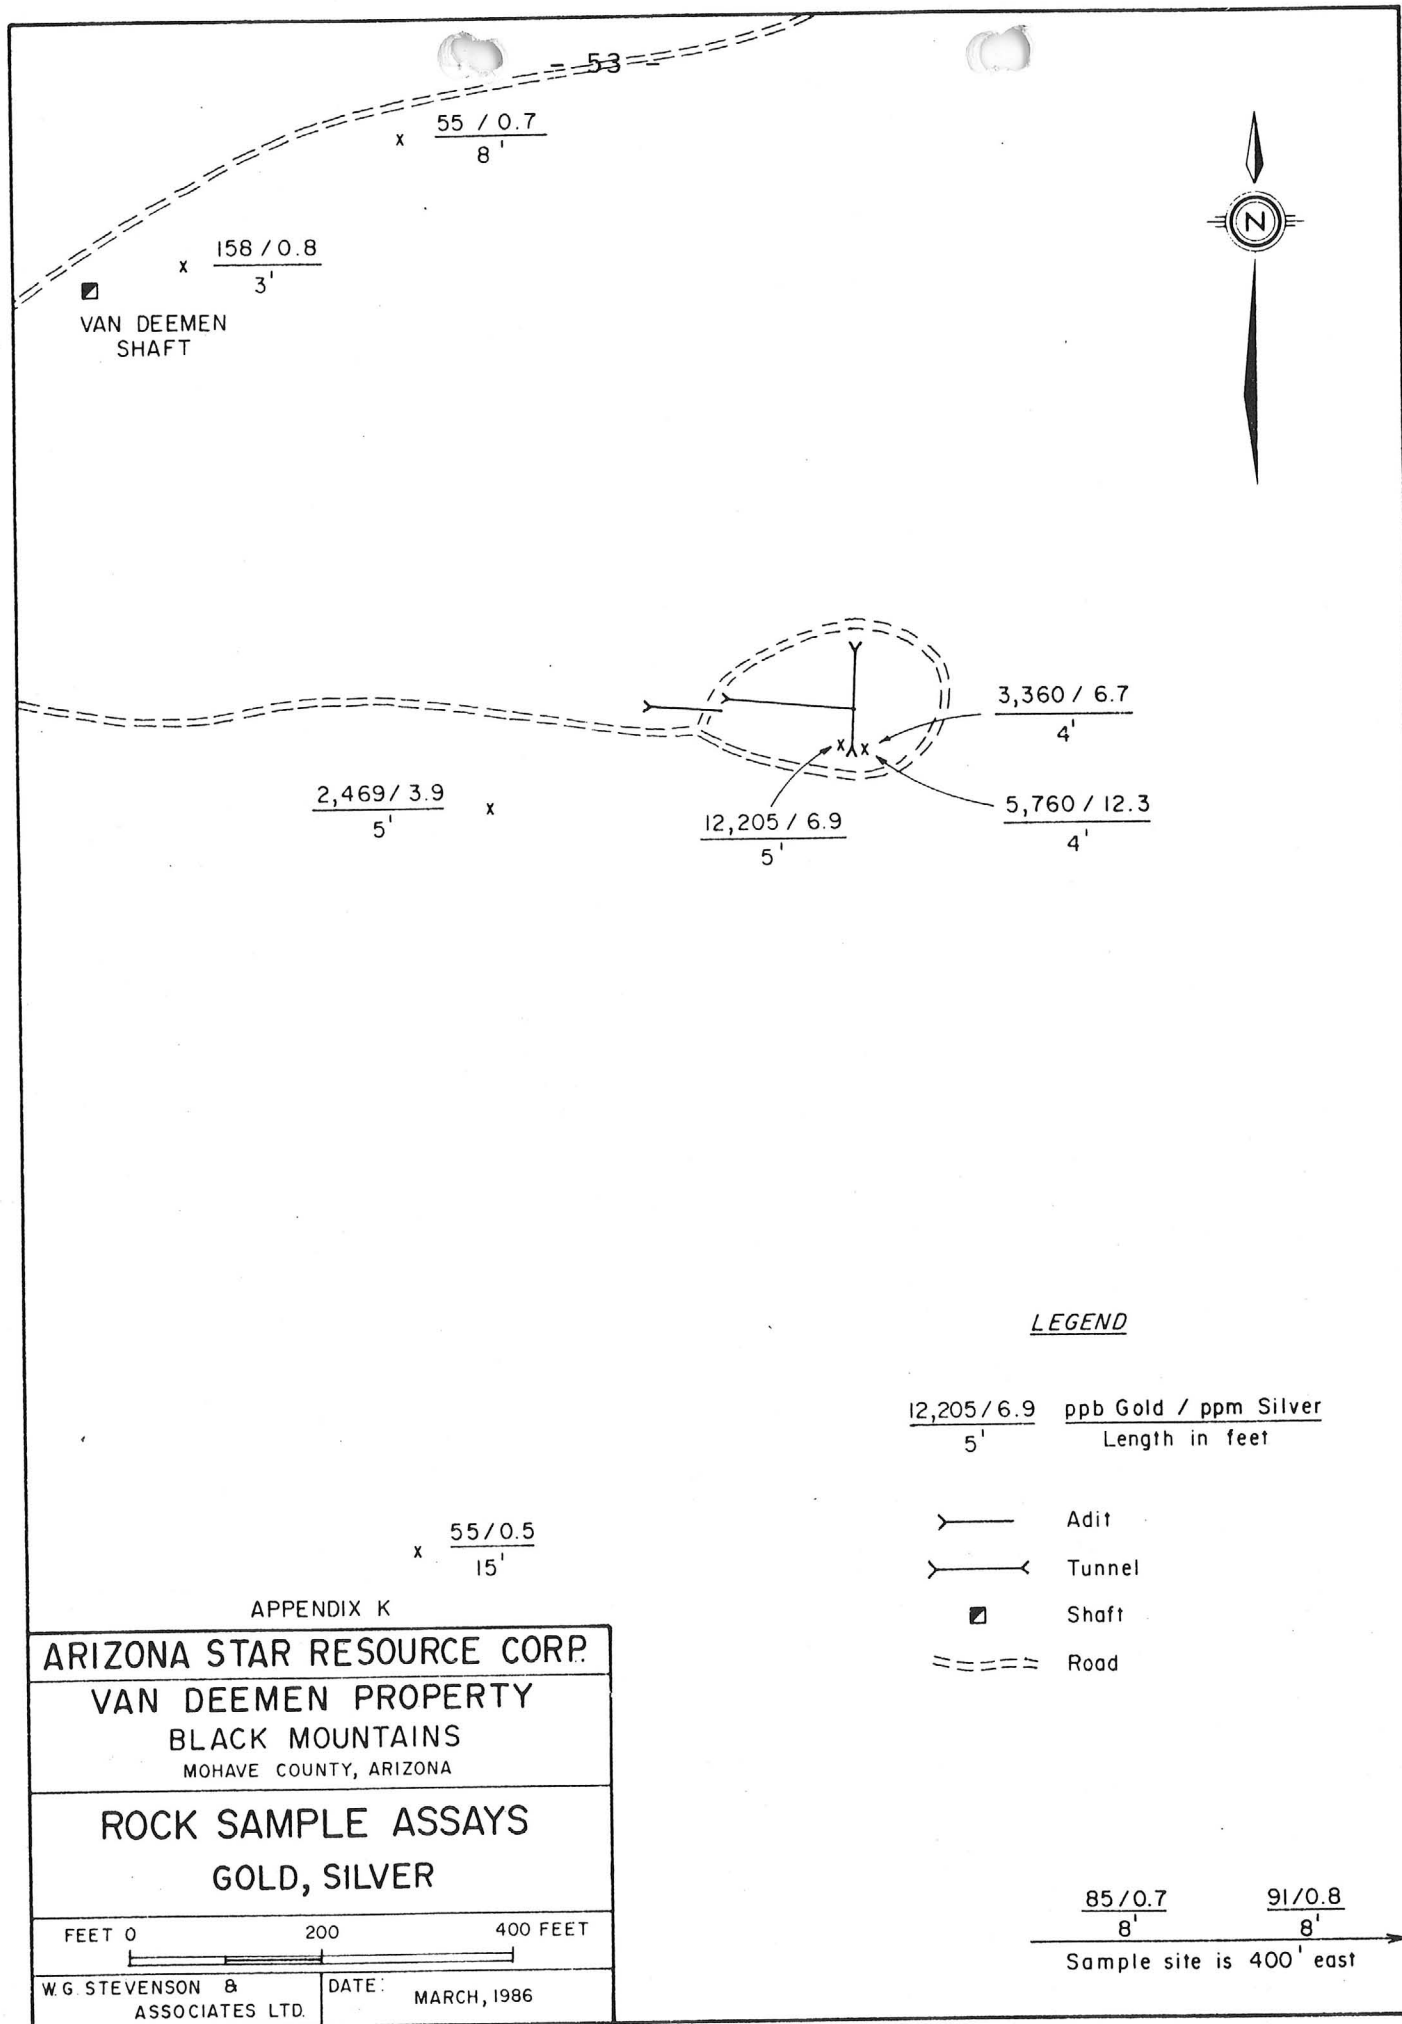 - 53 -
55 / 0.7
8'
N
158 / 0.8
3'
VAN DEEMEN
SHAFT
3,360 / 6.7
4'
2,469 / 3.9
5'
12,205 / 6.9
5'
5,760 / 12.3
4'
LEGEND
12,205 / 6.9 ppb Gold / ppm Silver
5' Length in feet
Adit
Tunnel
Shaft
Road
55 / 0.5
15'
APPENDIX K
ARIZONA STAR RESOURCE CORP.
VAN DEEMEN PROPERTY
BLACK MOUNTAINS
MOHAVE COUNTY, ARIZONA
ROCK SAMPLE ASSAYS
GOLD, SILVER
FEET 0 200 400 FEET
W.G. STEVENSON &
ASSOCIATES LTD.
DATE:
MARCH, 1986
85 / 0.7 91 / 0.8
8' 8'
Sample site is 400' east
x
x
x
x
x
x